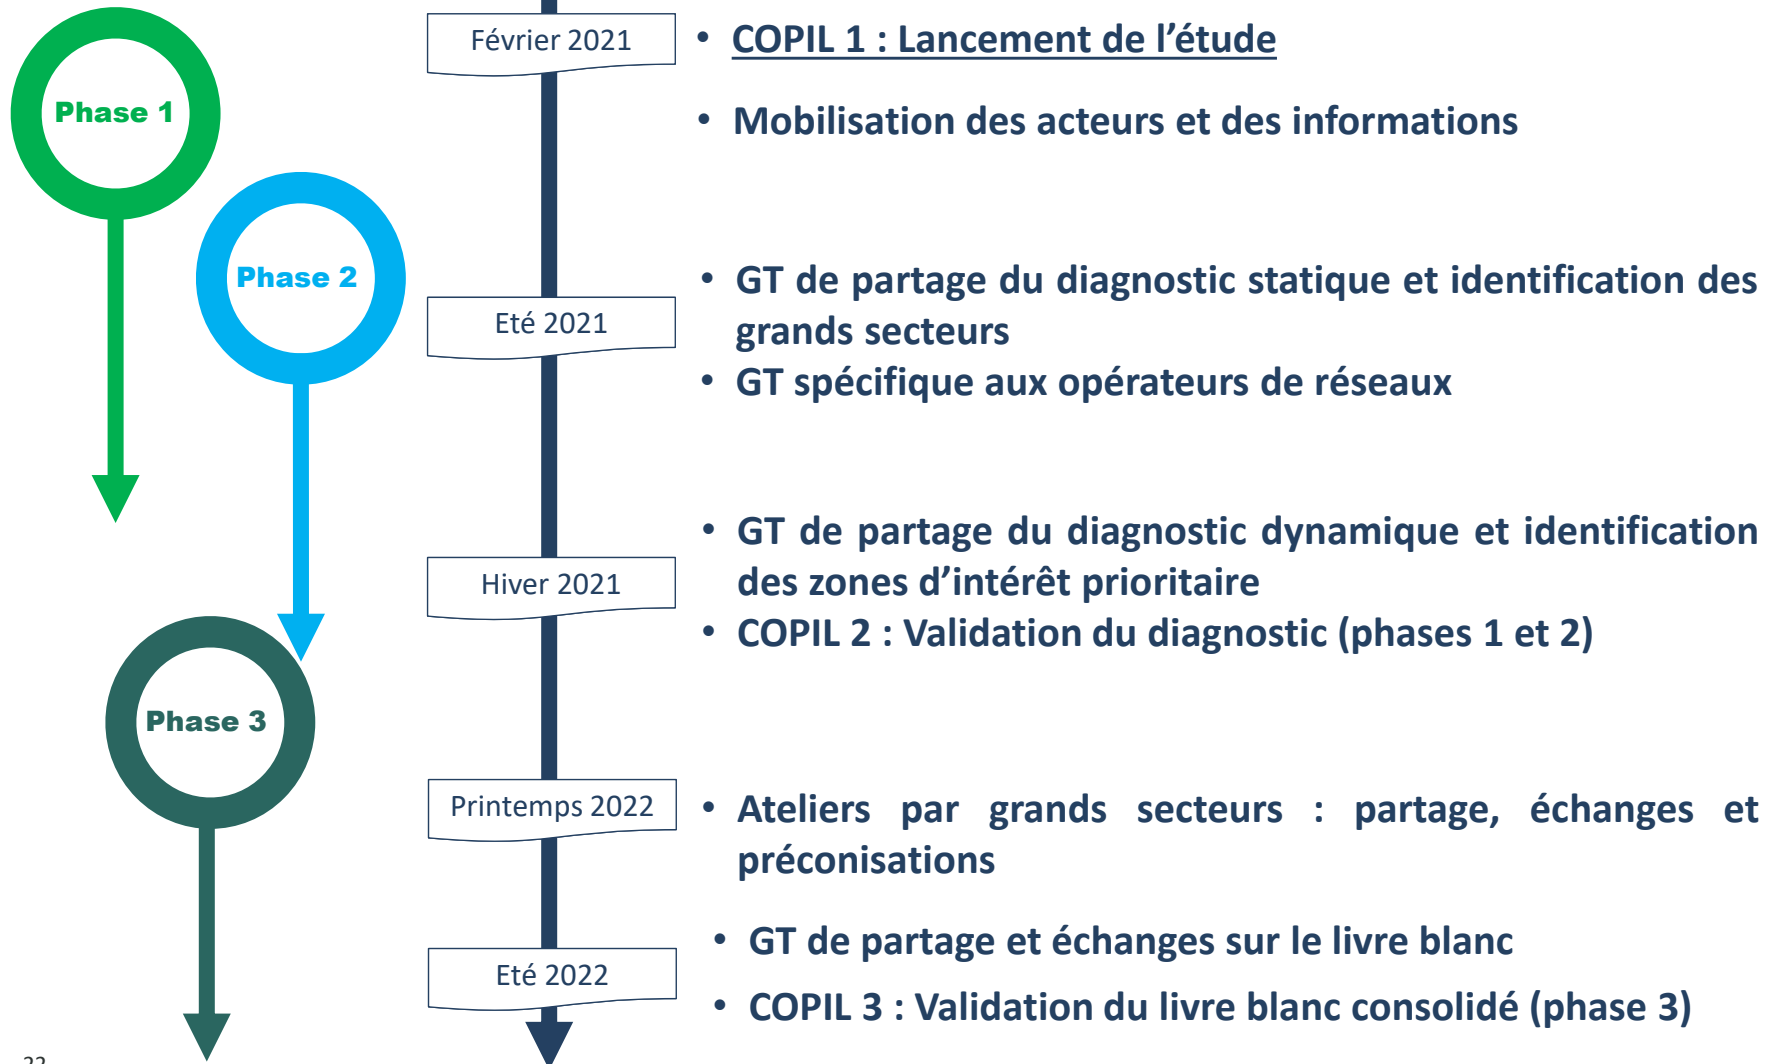 Phase 1
Phase 2
Phase 3
Février 2021
• COPIL 1 : Lancement de l’étude
• Mobilisation des acteurs et des informations
Eté 2021
• GT de partage du diagnostic statique et identification des
grands secteurs
• GT spécifique aux opérateurs de réseaux
Hiver 2021
• GT de partage du diagnostic dynamique et identification
des zones d’intérêt prioritaire
• COPIL 2 : Validation du diagnostic (phases 1 et 2)
Printemps 2022
• Ateliers par grands secteurs : partage, échanges et
préconisations
Eté 2022
• GT de partage et échanges sur le livre blanc
• COPIL 3 : Validation du livre blanc consolidé (phase 3)
22